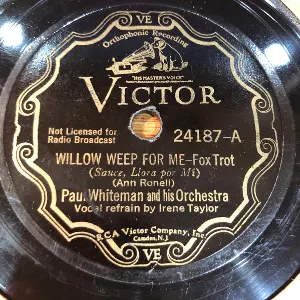 VE
Orthophonic Recording
"HIS MASTER'S VOICE"
VICTOR
Not Licensed for
Radio Broadcast
24187-A
WILLOW WEEP FOR ME-Fox Trot
(Sauce, Llora por Mi)
(Ann Ronell)
Paul Whiteman and his Orchestra
Vocal refrain by Irene Taylor
RCA Victor Company, Inc.
Camden, N.J.
VE